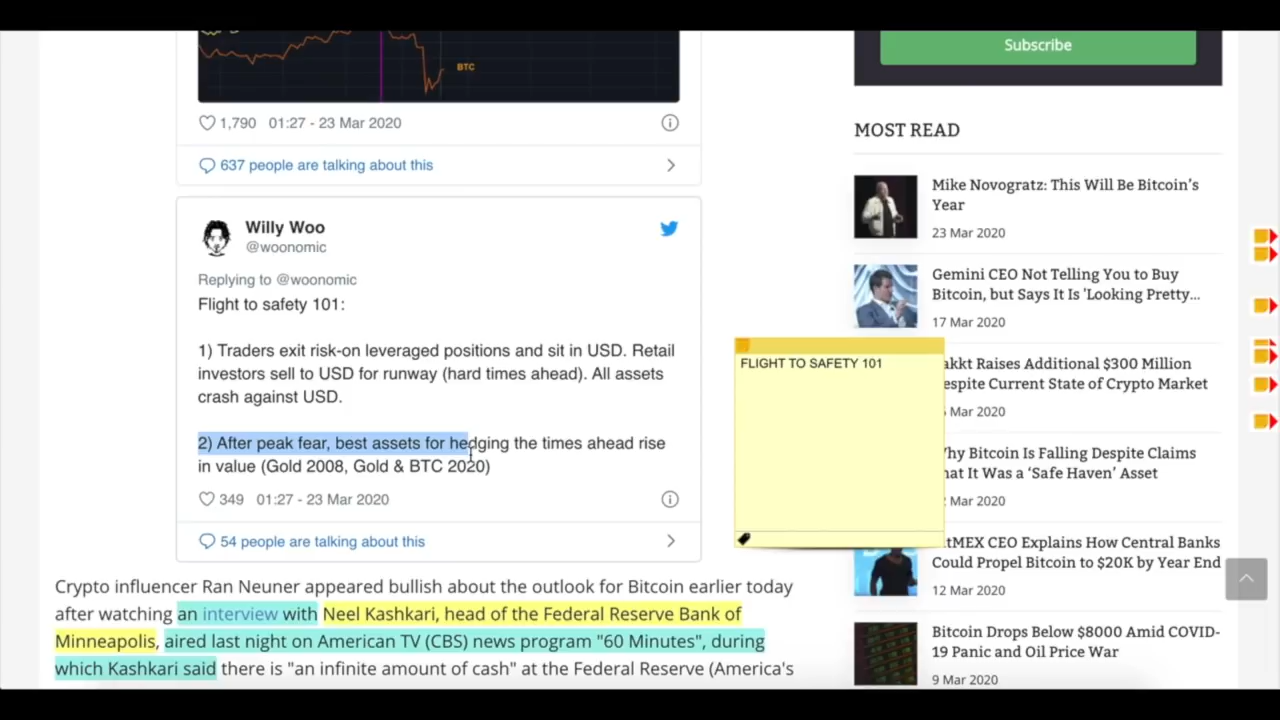 BTC
1,790 01:27 - 23 Mar 2020
637 people are talking about this
Willy Woo
@woonomic
Replying to @woonomic
Flight to safety 101:
1) Traders exit risk-on leveraged positions and sit in USD. Retail
investors sell to USD for runway (hard times ahead). All assets
crash against USD.
2) After peak fear, best assets for hedging the times ahead rise
in value (Gold 2008, Gold & BTC 2020)
349 01:27 - 23 Mar 2020
54 people are talking about this
Crypto influencer Ran Neuner appeared bullish about the outlook for Bitcoin earlier today
after watching an interview with Neel Kashkari, head of the Federal Reserve Bank of
Minneapolis, aired last night on American TV (CBS) news program "60 Minutes", during
which Kashkari said there is "an infinite amount of cash" at the Federal Reserve (America's
FLIGHT TO SAFETY 101
Subscribe
MOST READ
Mike Novogratz: This Will Be Bitcoin's
Year
23 Mar 2020
Gemini CEO Not Telling You to Buy
Bitcoin, but Says It Is 'Looking Pretty...
17 Mar 2020
Raises Additional $300 Million
Current State of Crypto Market
Mar 2020
Bitcoin Is Falling Despite Claims
It Was a 'Safe Haven' Asset
Mar 2020
CEO Explains How Central Banks
Could Propel Bitcoin to $20K by Year End
12 Mar 2020
Bitcoin Drops Below $8000 Amid COVID-
19 Panic and Oil Price War
9 Mar 2020